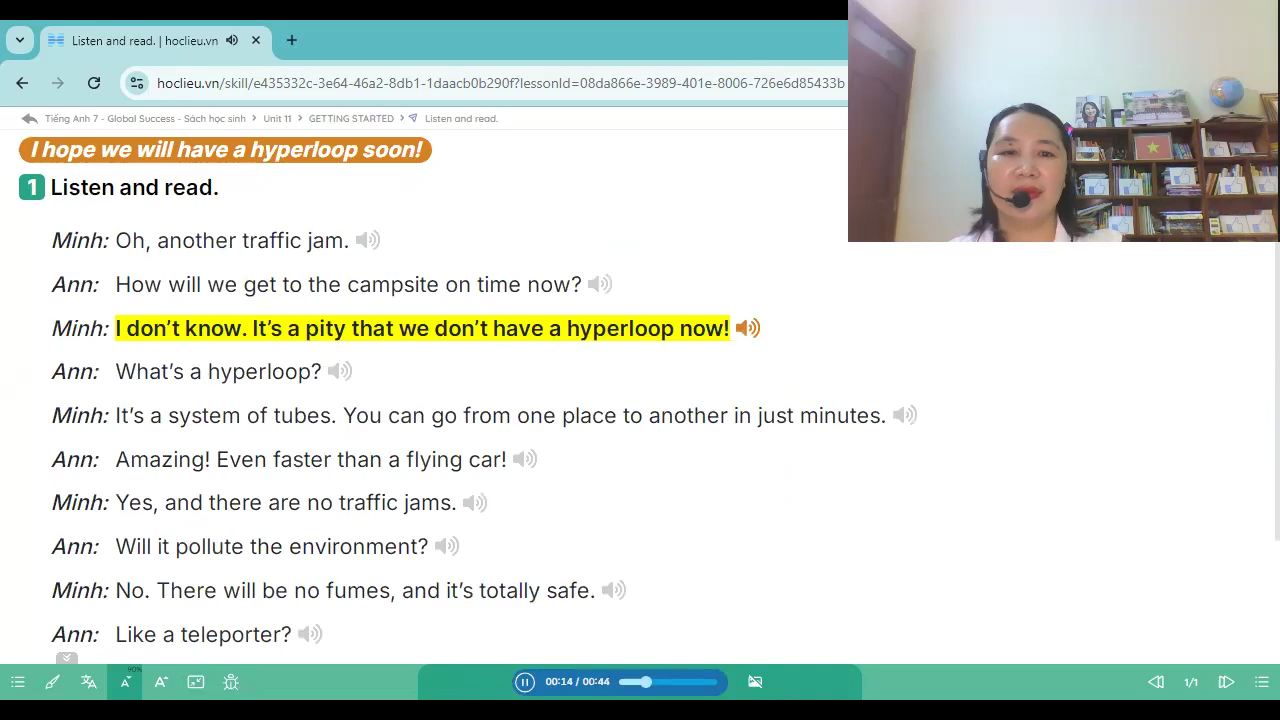 Listen and read. | hoclieu.vn
hoclieu.vn/skill/e435332c-3e64-46a2-8db1-1daacb0b290f?lessonId=08da866e-3989-401e-8006-726e6d85433b
Tiếng Anh 7 - Global Success - Sách học sinh > Unit 11 > GETTING STARTED > Listen and read.
I hope we will have a hyperloop soon!
1 Listen and read.
Minh: Oh, another traffic jam.
Ann: How will we get to the campsite on time now?
Minh: I don't know. It's a pity that we don't have a hyperloop now!
Ann: What's a hyperloop?
Minh: It's a system of tubes. You can go from one place to another in just minutes.
Ann: Amazing! Even faster than a flying car!
Minh: Yes, and there are no traffic jams.
Ann: Will it pollute the environment?
Minh: No. There will be no fumes, and it's totally safe.
Ann: Like a teleporter?
90%
00:14 / 00:44
1/1